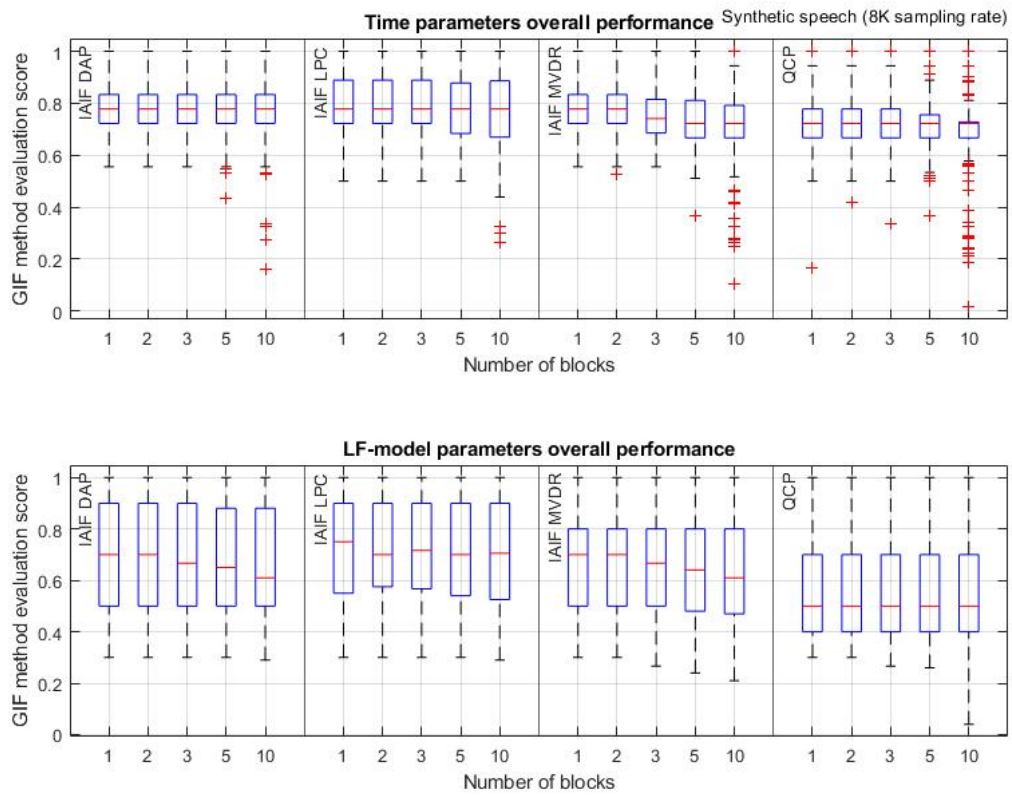 Time parameters overall performance Synthetic speech (8K sampling rate)
GIF method evaluation score
1
0.8
0.6
0.4
0.2
0
IAIF DAP
IAIF LPC
IAIF MVDR
QCP
1 2 3 5 10 1 2 3 5 10 1 2 3 5 10 1 2 3 5 10
Number of blocks
LF-model parameters overall performance
GIF method evaluation score
1
0.8
0.6
0.4
0.2
0
IAIF DAP
IAIF LPC
IAIF MVDR
QCP
1 2 3 5 10 1 2 3 5 10 1 2 3 5 10 1 2 3 5 10
Number of blocks